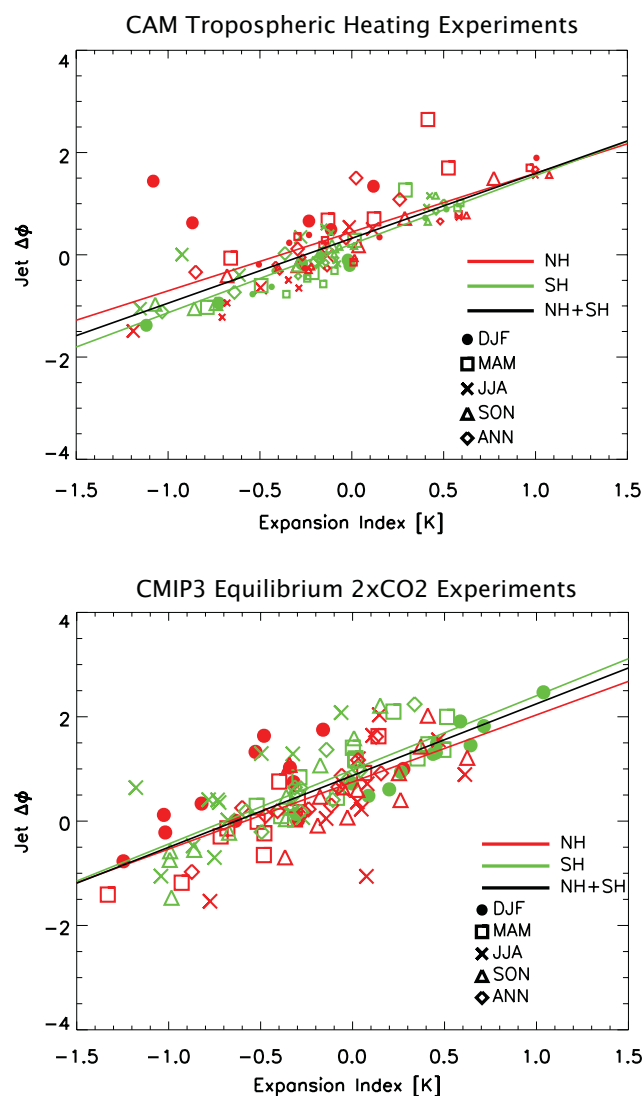 CAM Tropospheric Heating Experiments
4
2
0
−2
−4
Jet Δϕ
NH
SH
NH+SH
DJF
MAM
JJA
SON
ANN
−1.5 −1.0 −0.5 0.0 0.5 1.0 1.5
Expansion Index [K]
CMIP3 Equilibrium 2xCO2 Experiments
4
2
0
−2
−4
Jet Δϕ
NH
SH
NH+SH
DJF
MAM
JJA
SON
ANN
−1.5 −1.0 −0.5 0.0 0.5 1.0 1.5
Expansion Index [K]